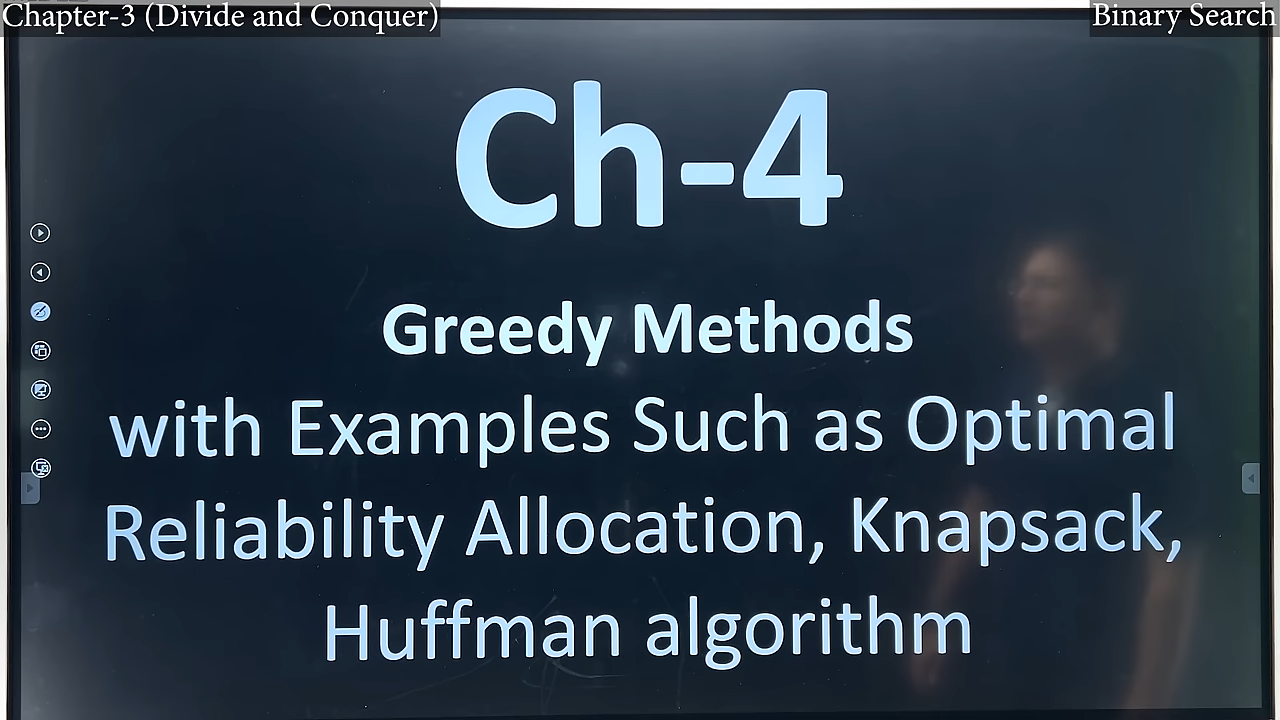 Chapter-3 (Divide and Conquer)
Binary Search
Ch-4
Greedy Methods
with Examples Such as Optimal
Reliability Allocation, Knapsack,
Huffman algorithm